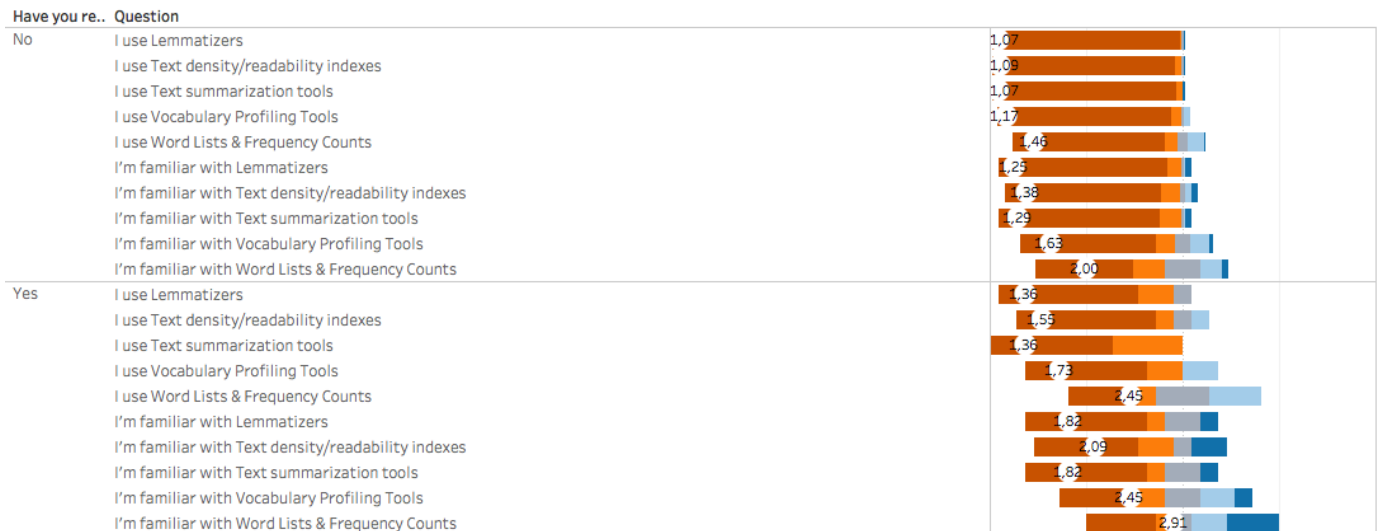 Have you re.. Question
No I use Lemmatizers 1,07
I use Text density/readability indexes 1,09
I use Text summarization tools 1,07
I use Vocabulary Profiling Tools 1,17
I use Word Lists & Frequency Counts 1,46
I'm familiar with Lemmatizers 1,25
I'm familiar with Text density/readability indexes 1,38
I'm familiar with Text summarization tools 1,29
I'm familiar with Vocabulary Profiling Tools 1,63
I'm familiar with Word Lists & Frequency Counts 2,00
Yes I use Lemmatizers 1,36
I use Text density/readability indexes 1,55
I use Text summarization tools 1,36
I use Vocabulary Profiling Tools 1,73
I use Word Lists & Frequency Counts 2,45
I'm familiar with Lemmatizers 1,82
I'm familiar with Text density/readability indexes 2,09
I'm familiar with Text summarization tools 1,82
I'm familiar with Vocabulary Profiling Tools 2,45
I'm familiar with Word Lists & Frequency Counts 2,91